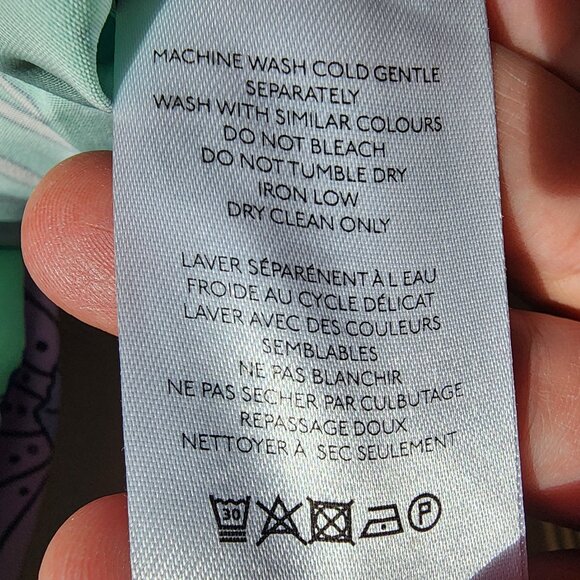 MACHINE WASH COLD GENTLE
SEPARATELY
WASH WITH SIMILAR COLOURS
DO NOT BLEACH
DO NOT TUMBLE DRY
IRON LOW
DRY CLEAN ONLY
LAVER SÉPARÉNENT À L EAU
FROIDE AU CYCLE DÉLICAT
LAVER AVEC DES COULEURS
SEMBLABLES
NE PAS BLANCHIR
NE PAS SECHER PAR CULBUTAGE
REPASSAGE DOUX
NETTOYER À SEC SEULEMENT
30 P